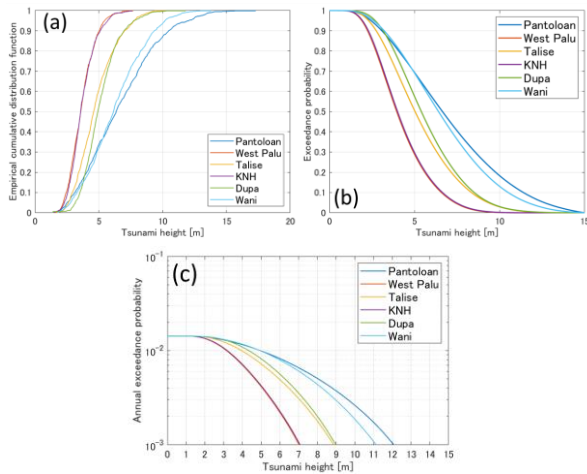 (a)
Empirical cumulative distribution function
1
0.9
0.8
0.7
0.6
0.5
0.4
0.3
0.2
0.1
0
Pantoloan
West Palu
Talise
KNH
Dupa
Wani
0 5 10 15 20
Tsunami height [m]
(b)
Exceedance probability
1
0.9
0.8
0.7
0.6
0.5
0.4
0.3
0.2
0.1
0
Pantoloan
West Palu
Talise
KNH
Dupa
Wani
0 5 10 15
Tsunami height [m]
(c)
Annual exceedance probability
10-1
10-2
10-3
Pantoloan
West Palu
Talise
KNH
Dupa
Wani
0 1 2 3 4 5 6 7 8 9 10 11 12 13 14 15
Tsunami height [m]